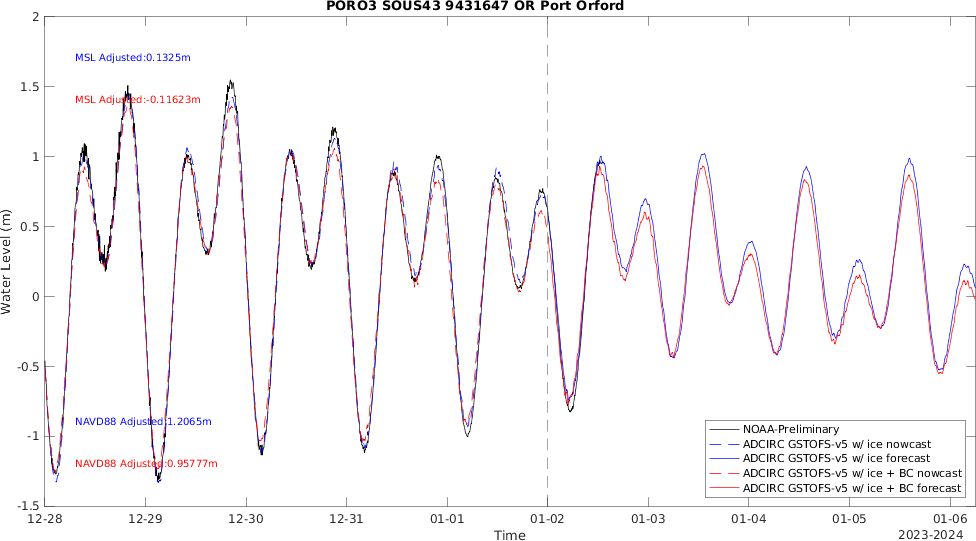 PORO3 SOUS43 9431647 OR Port Orford
2
1.5
1
0.5
0
-0.5
-1
-1.5
Water Level (m)
MSL Adjusted:0.1325m
MSL Adjusted:-0.11623m
NAVD88 Adjusted:1.2065m
NAVD88 Adjusted:0.95777m
NOAA-Preliminary
ADCIRC GSTOFS-v5 w/ ice nowcast
ADCIRC GSTOFS-v5 w/ ice forecast
ADCIRC GSTOFS-v5 w/ ice + BC nowcast
ADCIRC GSTOFS-v5 w/ ice + BC forecast
12-28 12-29 12-30 12-31 01-01 01-02 01-03 01-04 01-05 01-06
Time
2023-2024